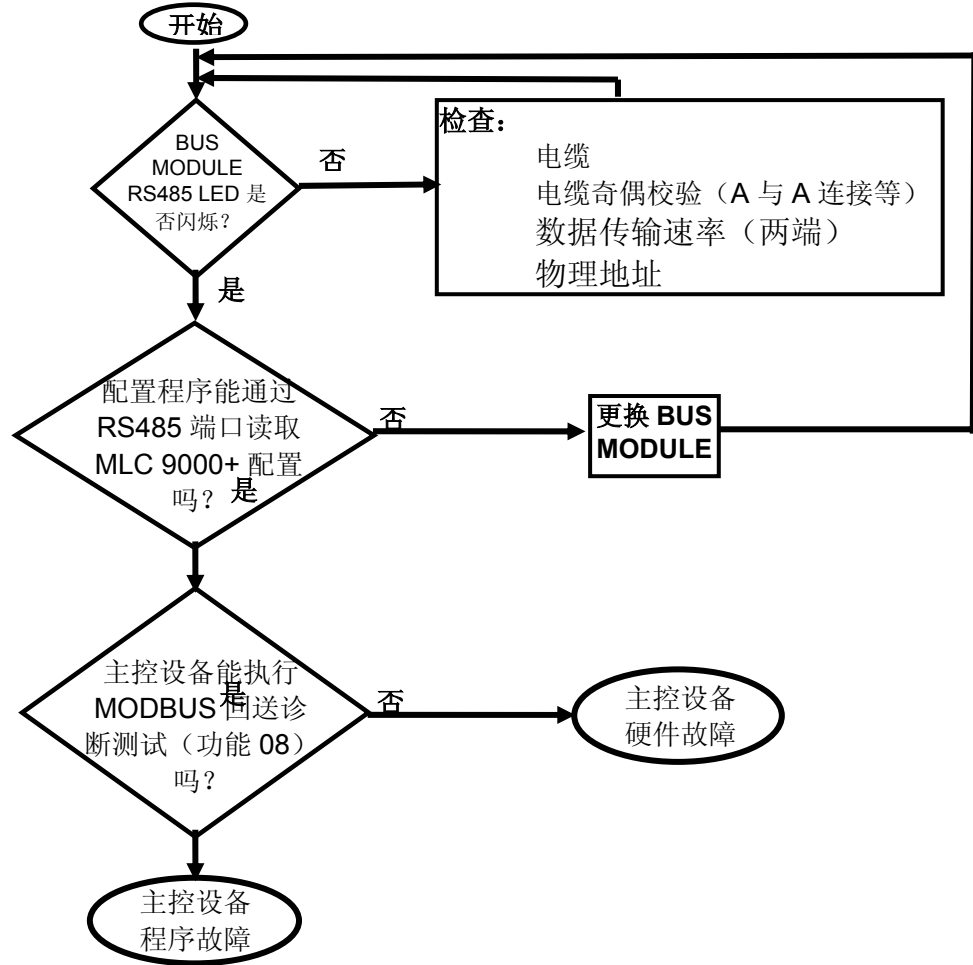 开始
BUS
MODULE
RS485 LED 是
否闪烁？
否
检查：
电缆
电缆奇偶校验（A 与 A 连接等）
数据传输速率（两端）
物理地址
是
配置程序能通过
RS485 端口读取
MLC 9000+ 配置
吗？
是
否
更换 BUS
MODULE
主控设备能执行
MODBUS 回送诊
断测试（功能 08）
吗？
是
否
主控设备
硬件故障
主控设备
程序故障